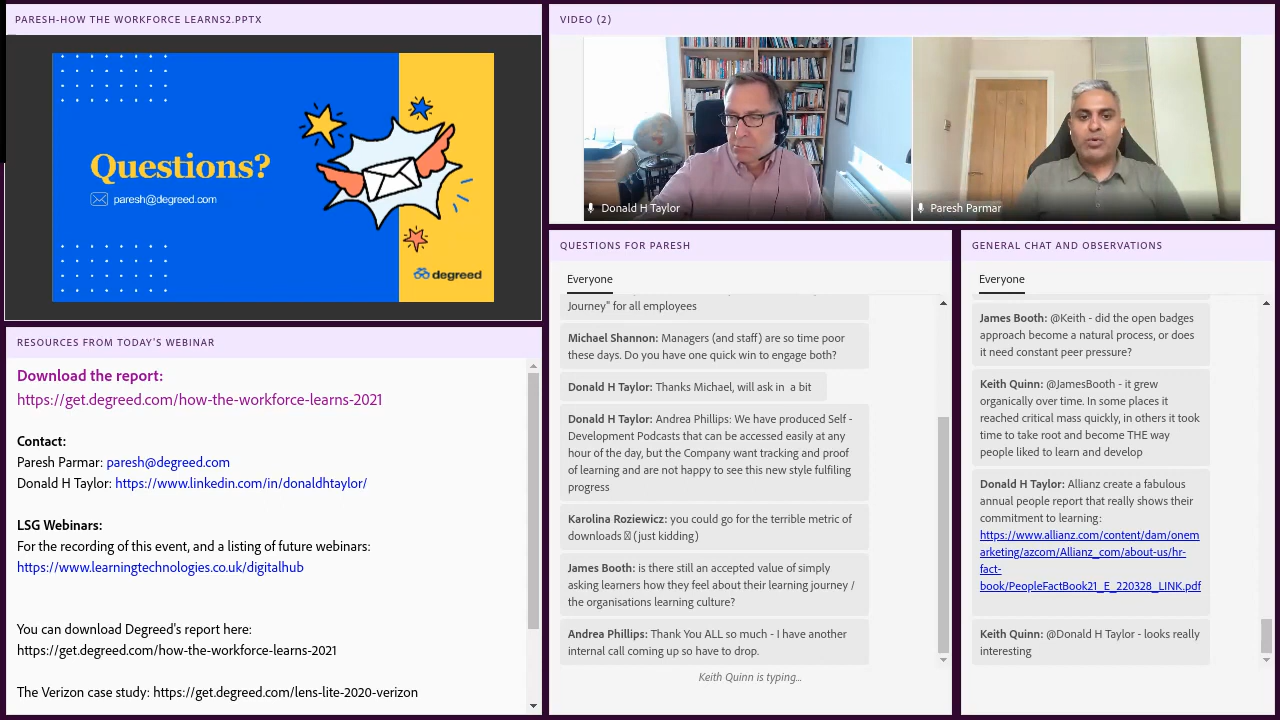 PARESH-HOW THE WORKFORCE LEARNS2.PPTX
Questions?
paresh@degreed.com
degreed
RESOURCES FROM TODAY'S WEBINAR
Download the report:
https://get.degreed.com/how-the-workforce-learns-2021
Contact:
Paresh Parmar: paresh@degreed.com
Donald H Taylor: https://www.linkedin.com/in/donaldhtaylor/
LSG Webinars:
For the recording of this event, and a listing of future webinars:
https://www.learningtechnologies.co.uk/digitalhub
You can download Degreed's report here:
https://get.degreed.com/how-the-workforce-learns-2021
The Verizon case study: https://get.degreed.com/lens-lite-2020-verizon
VIDEO (2)
Donald H Taylor
Paresh Parmar
QUESTIONS FOR PARESH
Everyone
Journey" for all employees
Michael Shannon: Managers (and staff) are so time poor
these days. Do you have one quick win to engage both?
Donald H Taylor: Thanks Michael, will ask in  a bit
Donald H Taylor: Andrea Phillips: We have produced Self -
Development Podcasts that can be accessed easily at any
hour of the day, but the Company want tracking and proof
of learning and are not happy to see this new style fulfiling
progress
Karolina Roziewicz: you could go for the terrible metric of
downloads (just kidding)
James Booth: is there still an accepted value of simply
asking learners how they feel about their learning journey /
the organisations learning culture?
Andrea Phillips: Thank You ALL so much - I have another
internal call coming up so have to drop.
Keith Quinn is typing...
GENERAL CHAT AND OBSERVATIONS
Everyone
James Booth: @Keith - did the open badges
approach become a natural process, or does
it need constant peer pressure?
Keith Quinn: @JamesBooth - it grew
organically over time. In some places it
reached critical mass quickly, in others it took
time to take root and become THE way
people liked to learn and develop
Donald H Taylor: Allianz create a fabulous
annual people report that really shows their
commitment to learning:
https://www.allianz.com/content/dam/onem
arketing/azcom/Allianz_com/about-us/hr-
fact-
book/PeopleFactBook21_E_220328_LINK.pdf
Keith Quinn: @Donald H Taylor - looks really
interesting